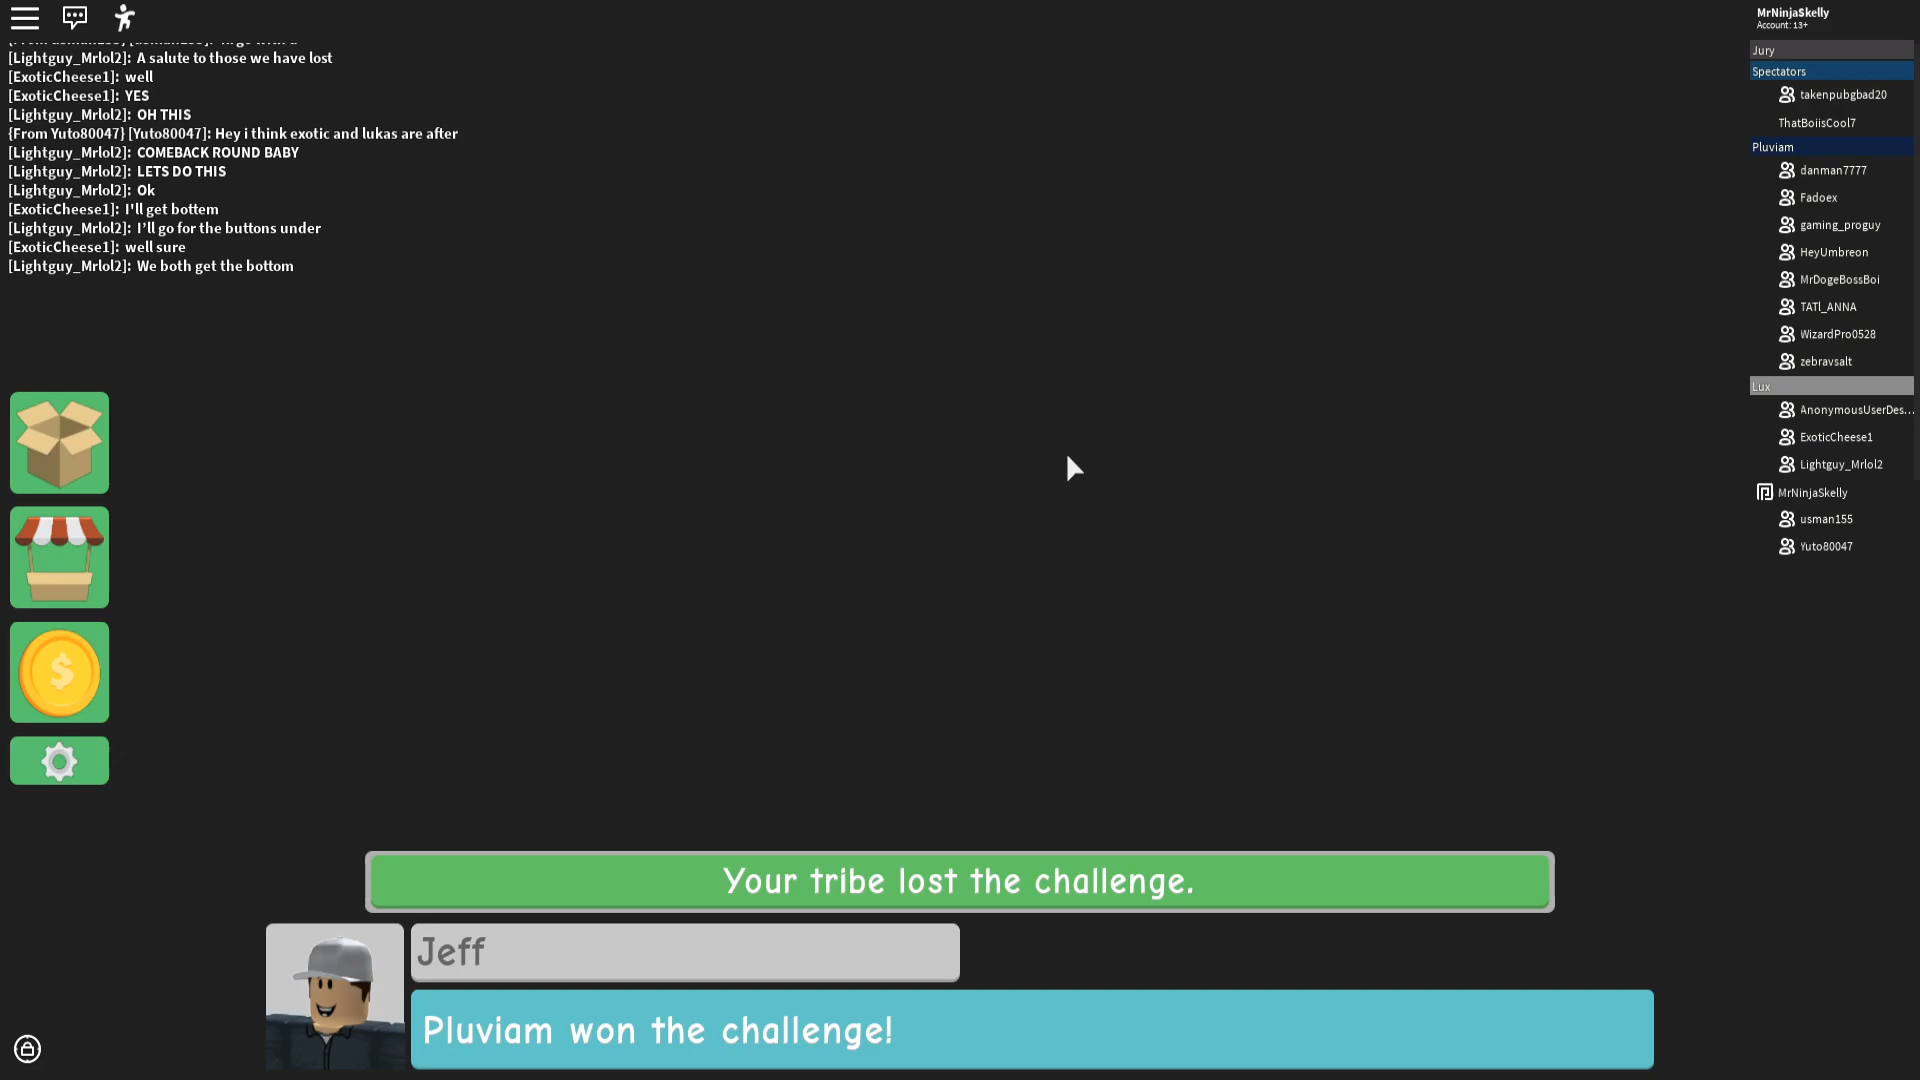 MrNinjaSkelly
Account: 13+
[Lightguy_Mrlol2]: A salute to those we have lost
[ExoticCheese1]: well
[ExoticCheese1]: YES
[Lightguy_Mrlol2]: OH THIS
{From Yuto80047} [Yuto80047]: Hey i think exotic and lukas are after
[Lightguy_Mrlol2]: COMEBACK ROUND BABY
[Lightguy_Mrlol2]: LETS DO THIS
[Lightguy_Mrlol2]: Ok
[ExoticCheese1]: I'll get bottem
[Lightguy_Mrlol2]: I'll go for the buttons under
[ExoticCheese1]: well sure
[Lightguy_Mrlol2]: We both get the bottom
Jury
Spectators
takenpubgbad20
ThatBoiisCool7
Pluviam
danman7777
Fadoex
gaming_proguy
HeyUmbreon
MrDogeBossBoi
TATl_ANNA
WizardPro0528
zebravsalt
Lux
AnonymousUserDes...
ExoticCheese1
Lightguy_Mrlol2
MrNinjaSkelly
usman155
Yuto80047
$
Your tribe lost the challenge.
Jeff
Pluviam won the challenge!